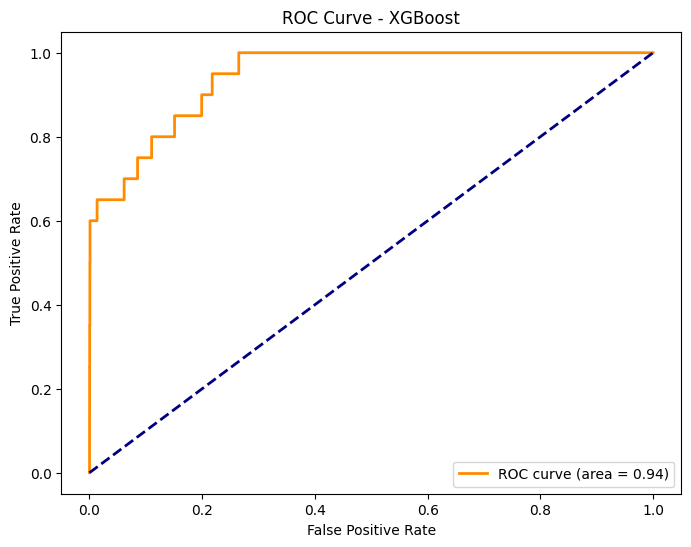 ROC Curve - XGBoost
1.0
0.8
0.6
0.4
0.2
0.0
True Positive Rate
ROC curve (area = 0.94)
0.0 0.2 0.4 0.6 0.8 1.0
False Positive Rate